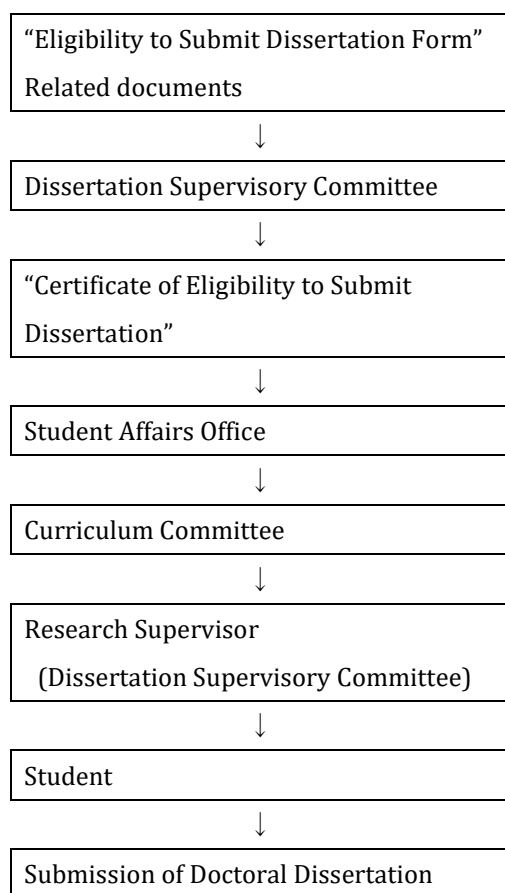 “Eligibility to Submit Dissertation Form”
Related documents
↓
Dissertation Supervisory Committee
↓
“Certificate of Eligibility to Submit
Dissertation”
↓
Student Affairs Office
↓
Curriculum Committee
↓
Research Supervisor
(Dissertation Supervisory Committee)
↓
Student
↓
Submission of Doctoral Dissertation